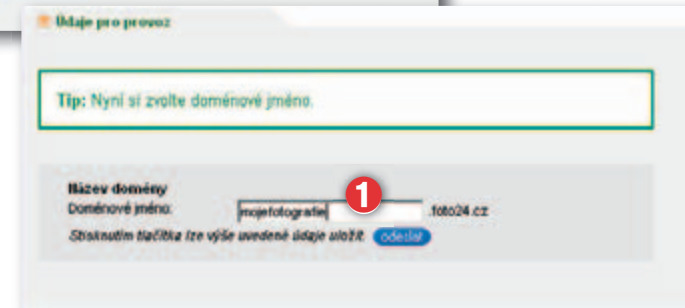 Údaje pro provoz
Tip: Nyní si zvolte doménové jméno.
Název domény
Doménové jméno: mojefotografie .foto24.cz
1
Stisknutím tlačítka lze výše uvedené údaje uložit. odeslat